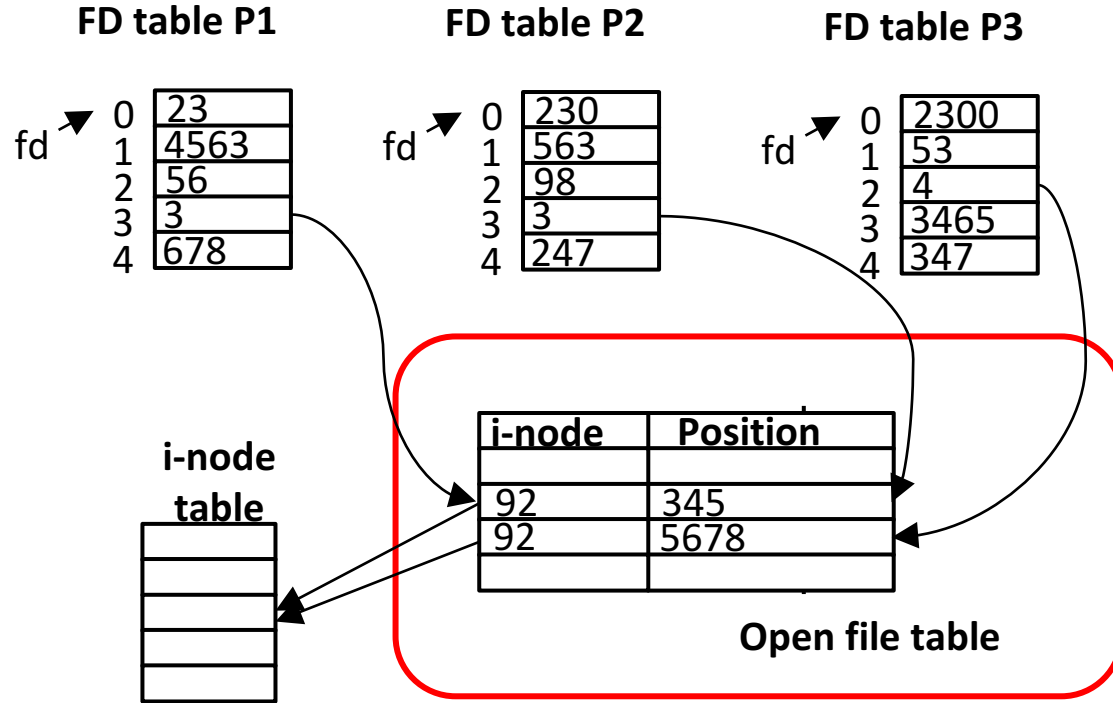 FD table P1
FD table P2
FD table P3
fd
0 23
1 4563
2 56
3 3
4 678
fd
0 230
1 563
2 98
3 3
4 247
fd
0 2300
1 53
2 4
3 3465
4 347
i-node
table
i-node Position
92 345
92 5678
Open file table